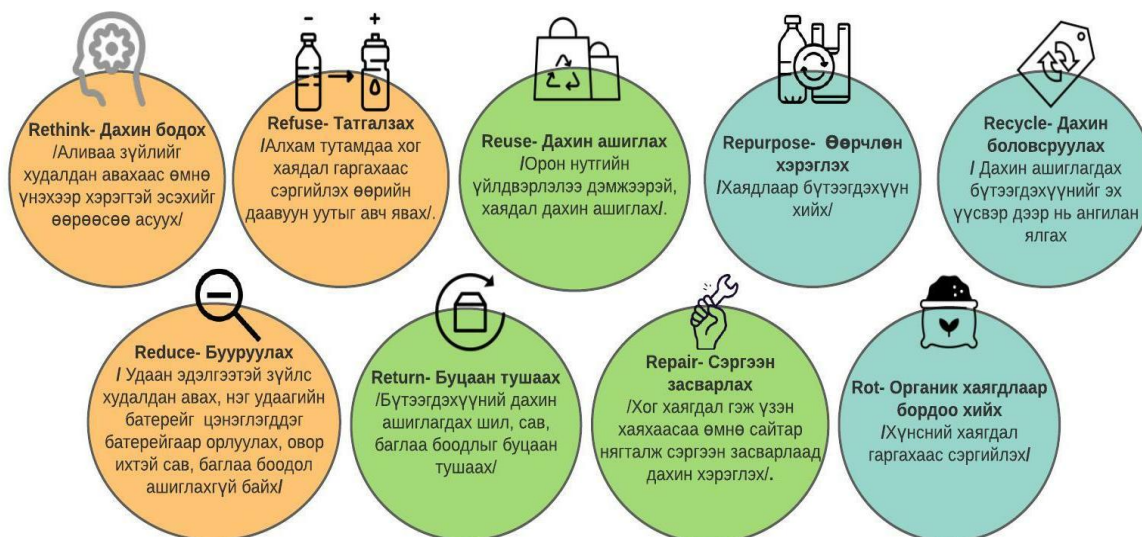 -
+
Rethink- Дахин бодох
/Аливаа зүйлийг
худалдан авахаас өмнө
үнэхээр хэрэгтэй эсэхийг
өөрөөсөө асуух/
Refuse- Татгалзах
/Алхам тутамдаа хог
хаядал гаргахаас
сэргийлэх өөрийн
даавуун уутыг авч явах/.
Reuse- Дахин ашиглах
/Орон нутгийн
үйлдвэрлэлээ дэмжээрэй,
хаядал дахин ашиглах/.
Repurpose- Өөрчлөн
хэрэглэх
/Хаядлаар бүтээгдэхүүн
хийх/
Recycle- Дахин
боловсруулах
/ Дахин ашиглагдах
бүтээгдэхүүнийг эх
үүсвэр дээр нь ангилан
ялгах
Reduce- Бууруулах
/ Удаан эдэлгээтэй зүйлс
худалдан авах, нэг удаагийн
батерейг цэнэглэгддэг
батерейгаар орлуулах, овор
ихтэй сав, баглаа боодол
ашиглахгүй байх/
Return- Буцаан тушаах
/Бүтээгдэхүүний дахин
ашиглагдах шил, сав,
баглаа боодлыг буцаан
тушаах/
Repair- Сэргээн
засварлах
/Хог хаягдал гэж үзэн
хаяхаасаа өмнө сайтар
нягталж сэргээн засварлаад
дахин хэрэглэх/.
Rot- Органик хаягдлаар
бордоо хийх
/Хүнсний хаягдал
гаргахаас сэргийлэх/